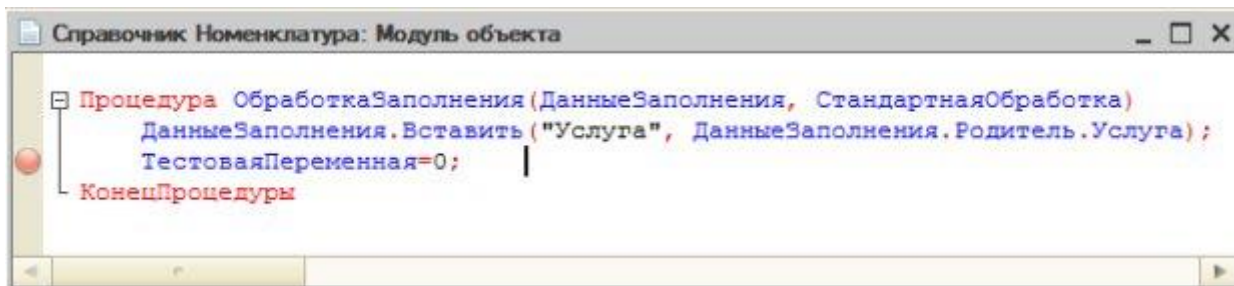 Справочник Номенклатура: Модуль объекта
Процедура ОбработкаЗаполнения(ДанныеЗаполнения, СтандартнаяОбработка)
ДанныеЗаполнения.Вставить("Услуга", ДанныеЗаполнения.Родитель.Услуга);
ТестоваяПеременная=0;
КонецПроцедуры